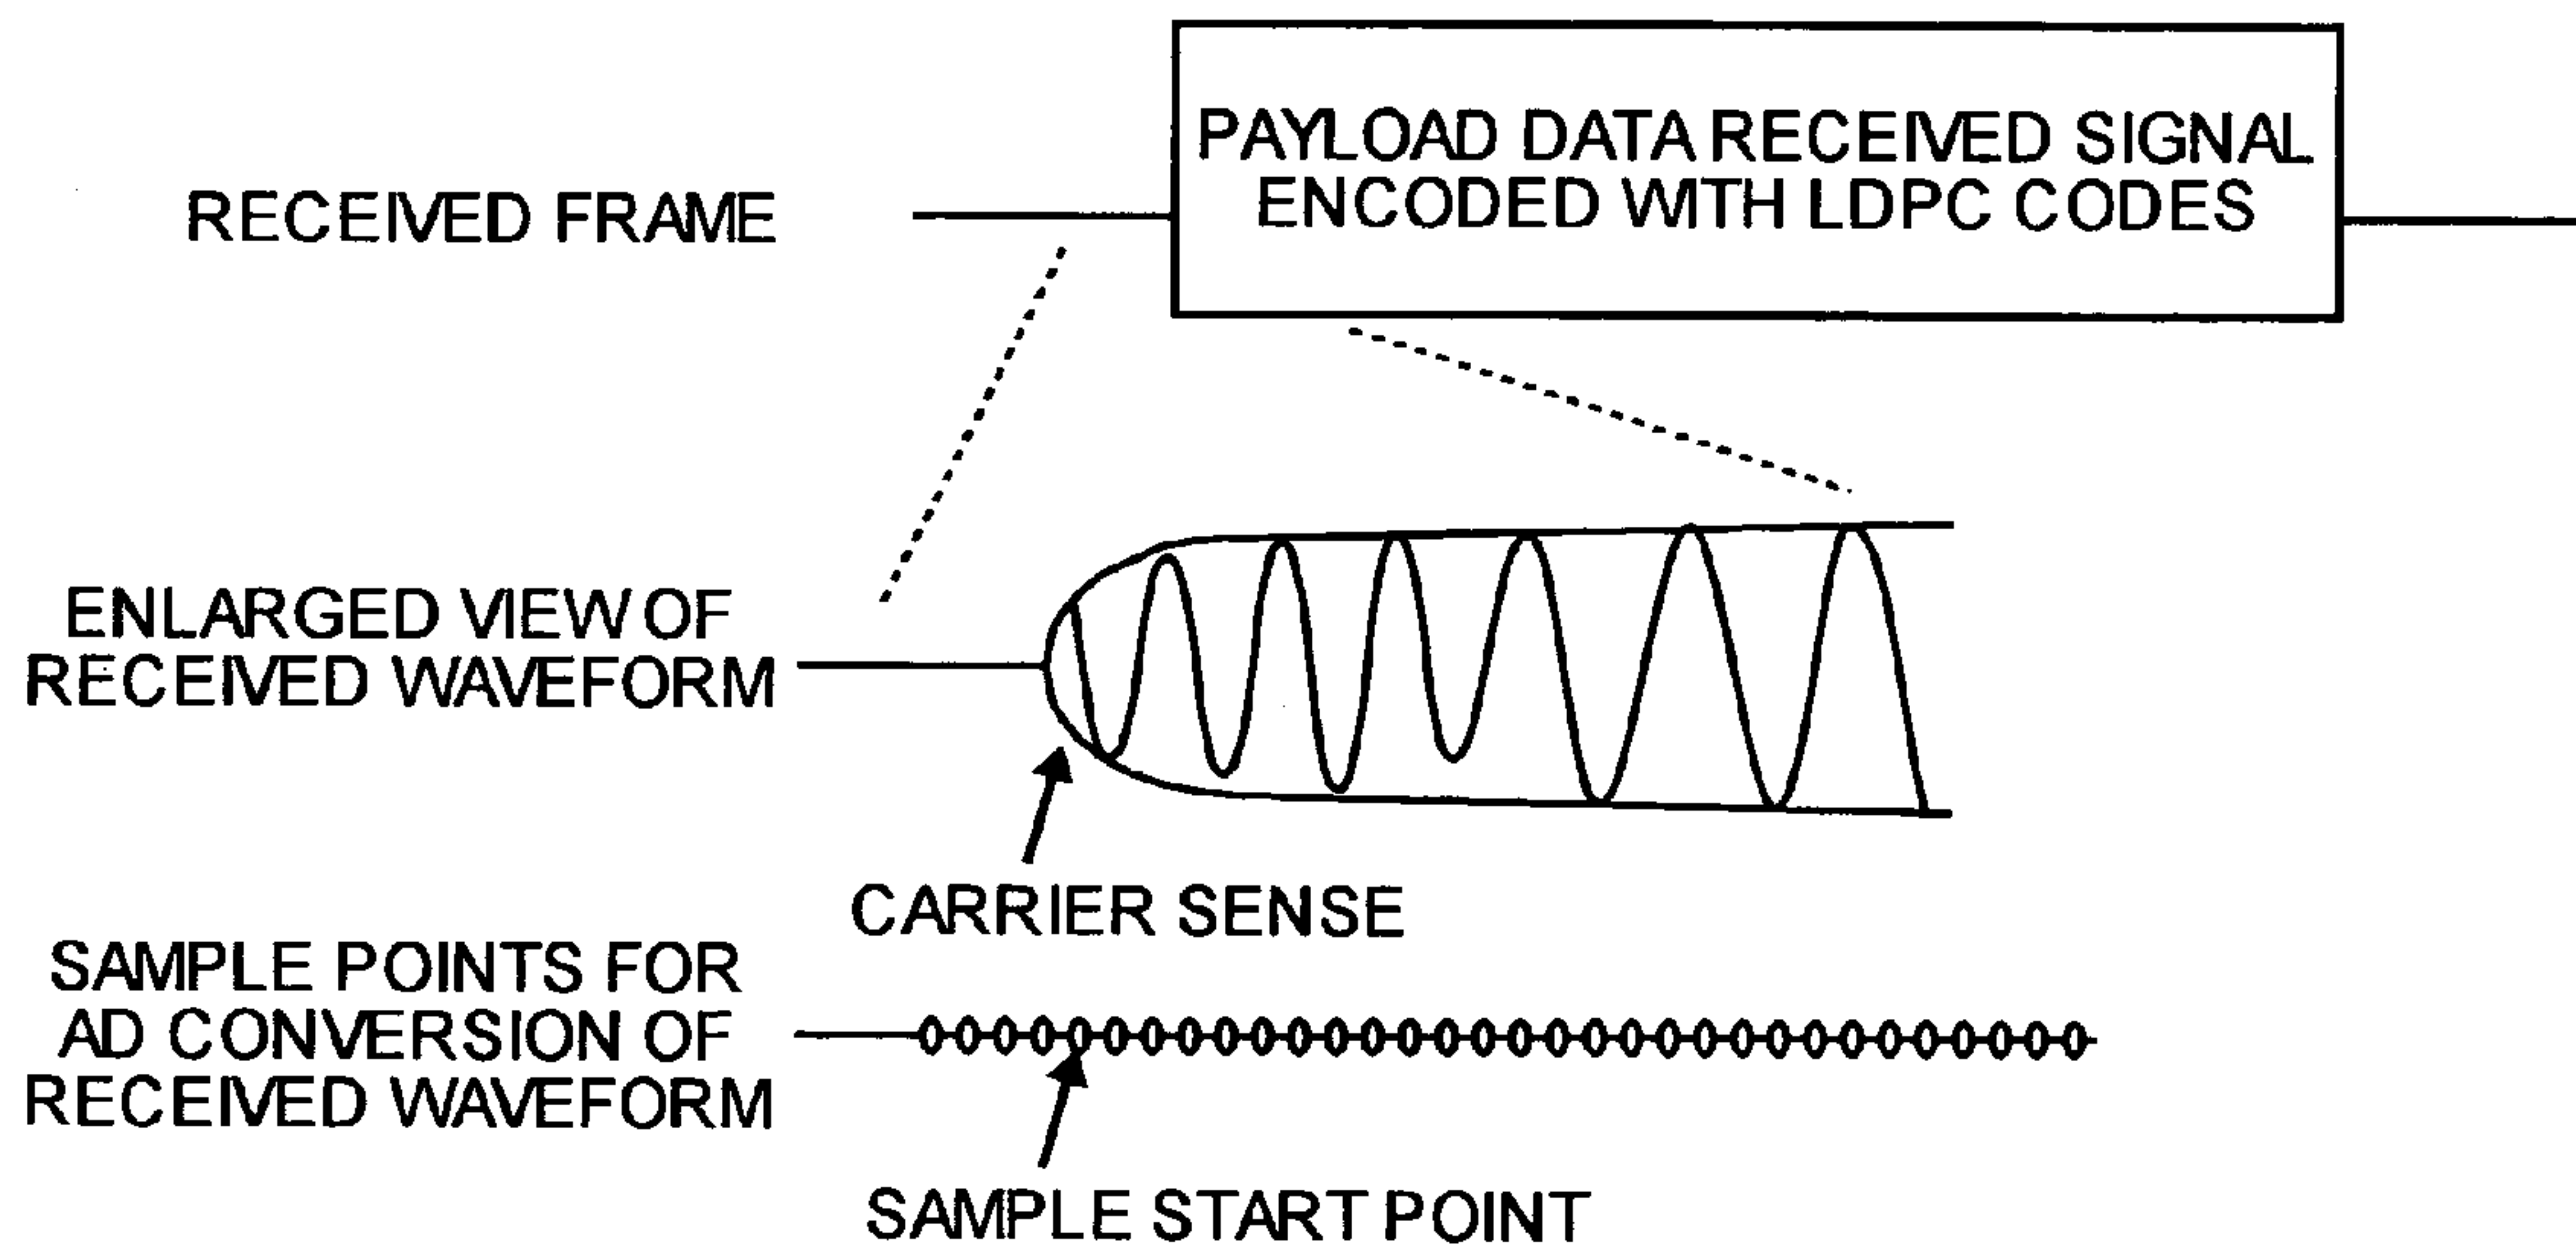 PAYLOAD DATA RECEIVED SIGNAL
ENCODED WITH LDPC CODES
RECEIVED FRAME
ENLARGED VIEW OF
RECEIVED WAVEFORM
CARRIER SENSE
SAMPLE POINTS FOR
AD CONVERSION OF
RECEIVED WAVEFORM
SAMPLE START POINT